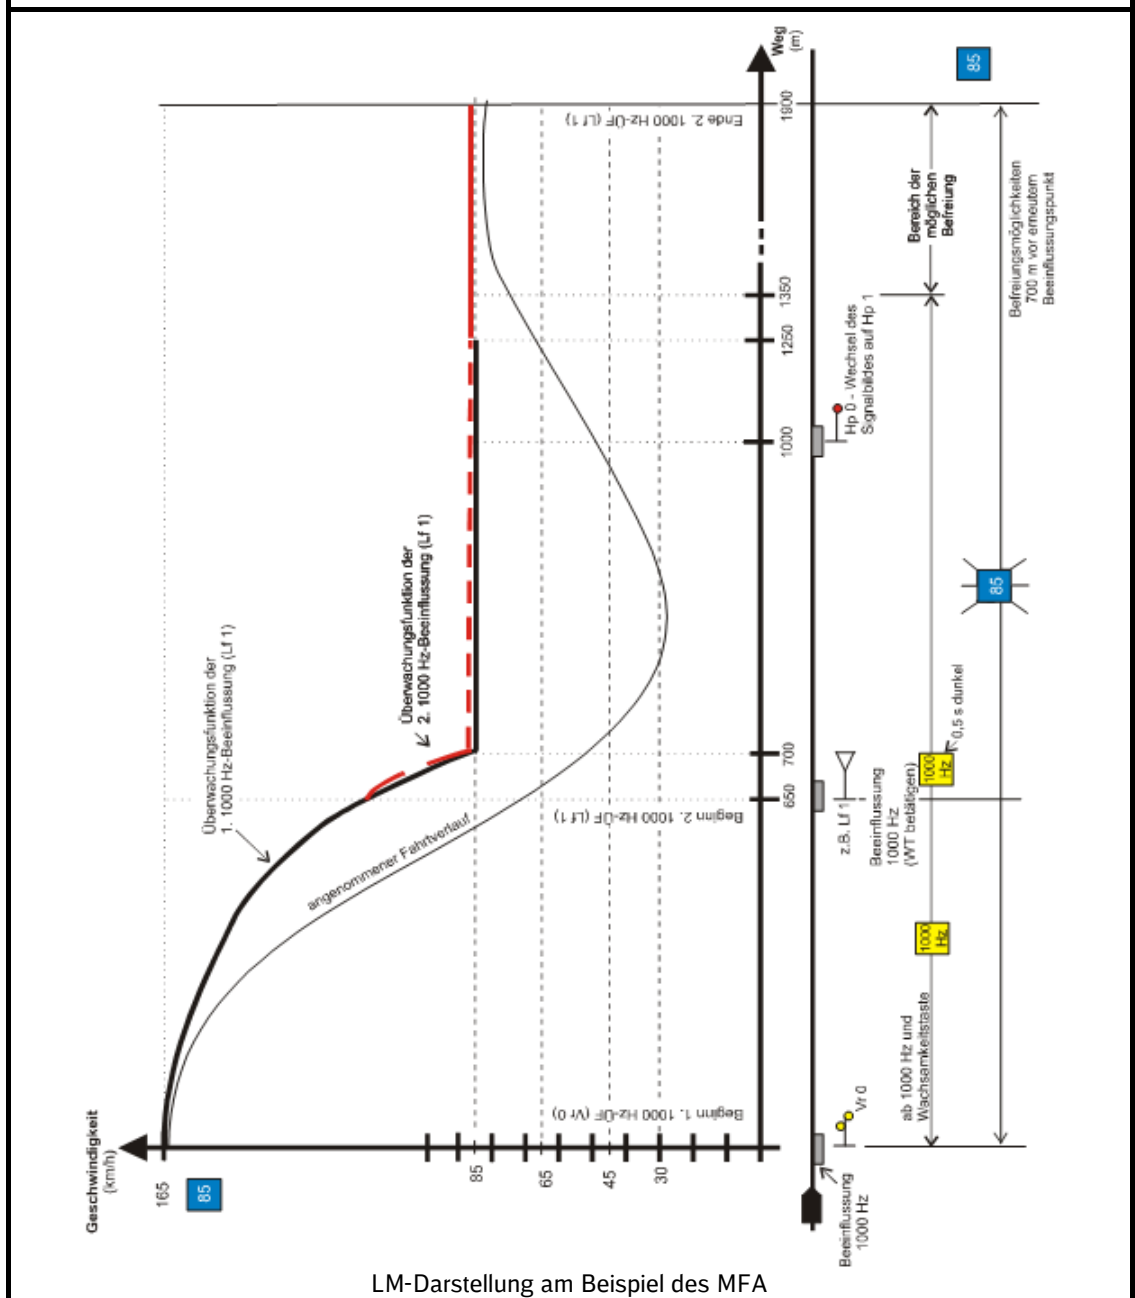 Geschwindigkeit
(km/h)
165
85
85
65
45
30
Weg
(m)
650
700
1000
1250
1350
1900
Überwachungsfunktion der
1. 1000 Hz-Beeinflussung (Lf 1)
Überwachungsfunktion der
2. 1000 Hz-Beeinflussung (Lf 1)
angenommener Fahrtverlauf
Beginn 1. 1000 Hz-ÜF (Vr 0)
Beginn 2. 1000 Hz-ÜF (Lf 1)
Ende 2. 1000 Hz-ÜF (Lf 1)
Beeinflussung
1000 Hz
Vr 0
z.B. Lf 1
Beeinflussung
1000 Hz
(WT betätigen)
Hp 0 - Wechsel des
Signalbildes auf Hp 1
ab 1000 Hz und
Wachsamkeitstaste
1000
Hz
1000
Hz
0,5 s dunkel
Bereich der
möglichen
Befreiung
85
Befreiungsmöglichkeiten
700 m vor erneutem
Beeinflussungspunkt
85
LM-Darstellung am Beispiel des MFA